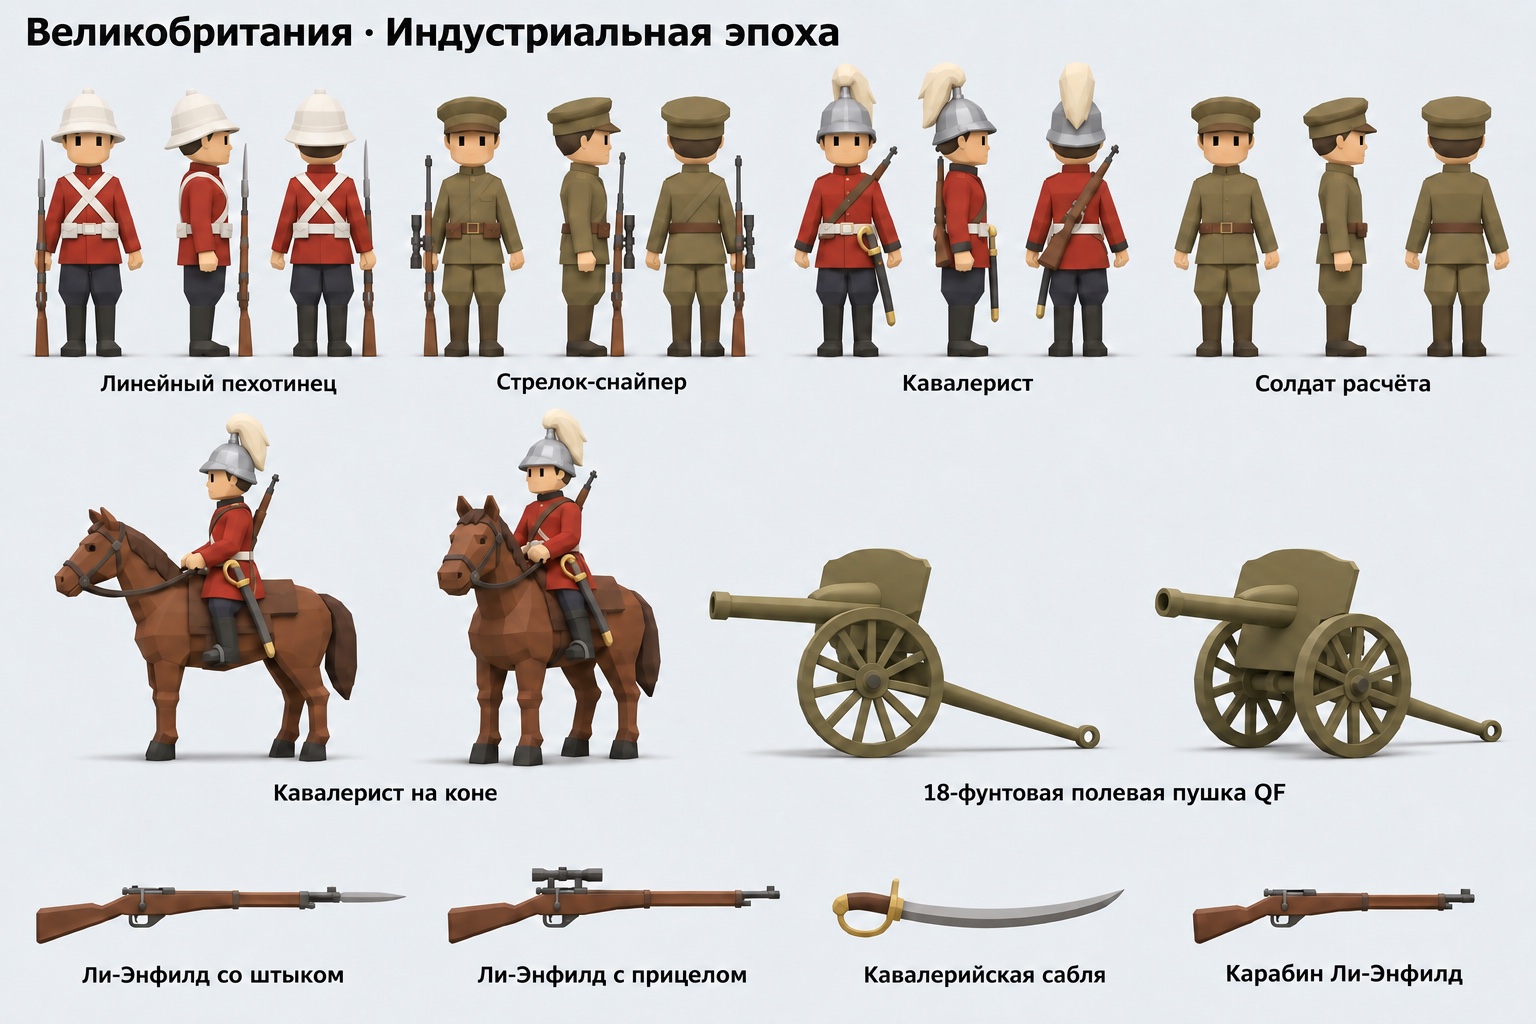 Великобритания · Индустриальная эпоха
Линейный пехотинец
Стрелок-снайпер
Кавалерист
Солдат расчёта
Кавалерист на коне
18-фунтовая полевая пушка QF
Ли-Энфилд со штыком
Ли-Энфилд с прицелом
Кавалерийская сабля
Карабин Ли-Энфилд